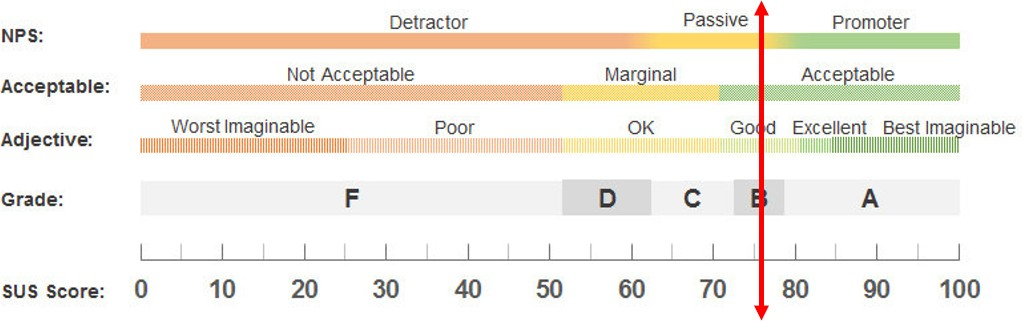 NPS: Detractor Passive Promoter
Acceptable: Not Acceptable Marginal Acceptable
Adjective: Worst Imaginable Poor OK Good Excellent Best Imaginable
Grade: F D C B A
SUS Score: 0 10 20 30 40 50 60 70 80 90 100